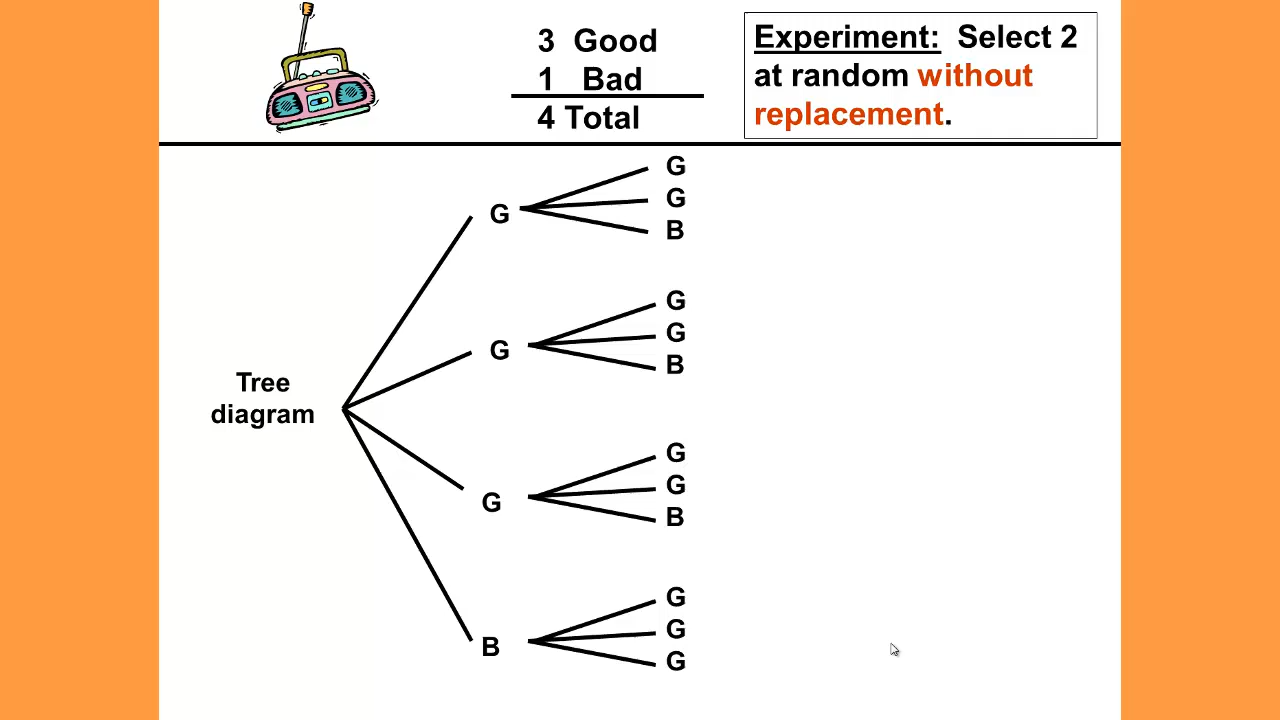 3 Good
1 Bad
4 Total
Experiment: Select 2
at random without
replacement.
Tree
diagram
G
G
G
B
G
G
G
B
G
G
G
B
B
G
G
G